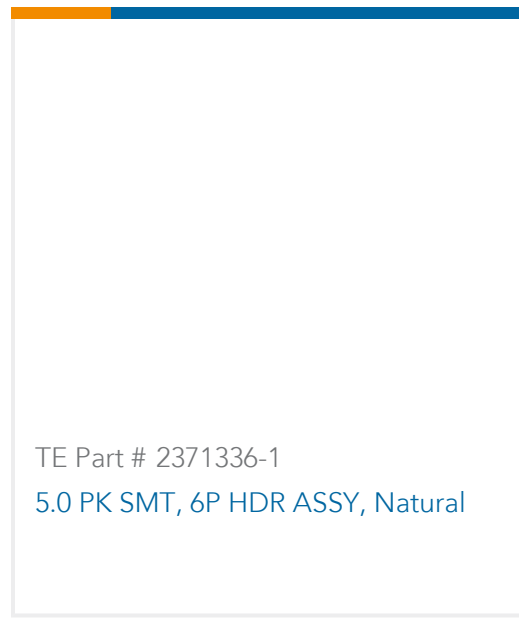 TE Part # 2371336-1
5.0 PK SMT, 6P HDR ASSY, Natural